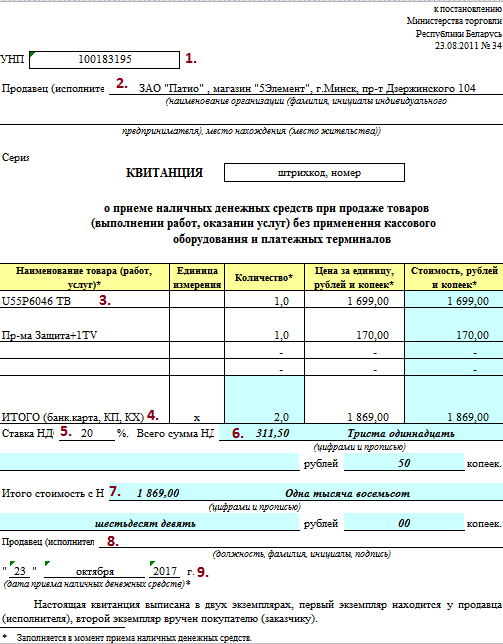 к постановлению
Министерства торговли
Республики Беларусь
23.08.2011 № 34
УНП 100183195 1.
Продавец (исполните 2. ЗАО "Патио" , магазин "5Элемент", г.Минск, пр-т Дзержинского 104
(наименование организации (фамилия, инициалы индивидуального
предпринимателя), место нахождения (место жительства))
Серия
КВИТАНЦИЯ штрихкод, номер
о приеме наличных денежных средств при продаже товаров
(выполнении работ, оказании услуг) без применения кассового
оборудования и платежных терминалов
Наименование товара (работ, услуг)* Единица измерения Количество* Цена за единицу, рублей и копеек* Стоимость, рублей и копеек*
U55P6046 ТВ 3. 1,0 1 699,00 1 699,00
Пр-ма Защита+1TV 1,0 170,00 170,00
- - -
- - -
ИТОГО (банк.карта, КП, КХ) 4. х 2,0 1 869,00 1 869,00
Ставка НД 5. 20 %. Всего сумма НД 6. 311,50 Триста одиннадцать
(цифрами и прописью)
рублей 50 копеек.
Итого стоимость с Н 7. 1 869,00 Одна тысяча восемьсот
(цифрами и прописью)
шестьдесят девять рублей 00 копеек.
Продавец (исполнител 8.
(должность, фамилия, инициалы, подпись)
" 23 " октября 2017 г. 9.
(дата приема наличных денежных средств)*
Настоящая квитанция выписана в двух экземплярах, первый экземпляр находится у продавца
(исполнителя), второй экземпляр вручен покупателю (заказчику).
* Заполняется в момент приема наличных денежных средств.